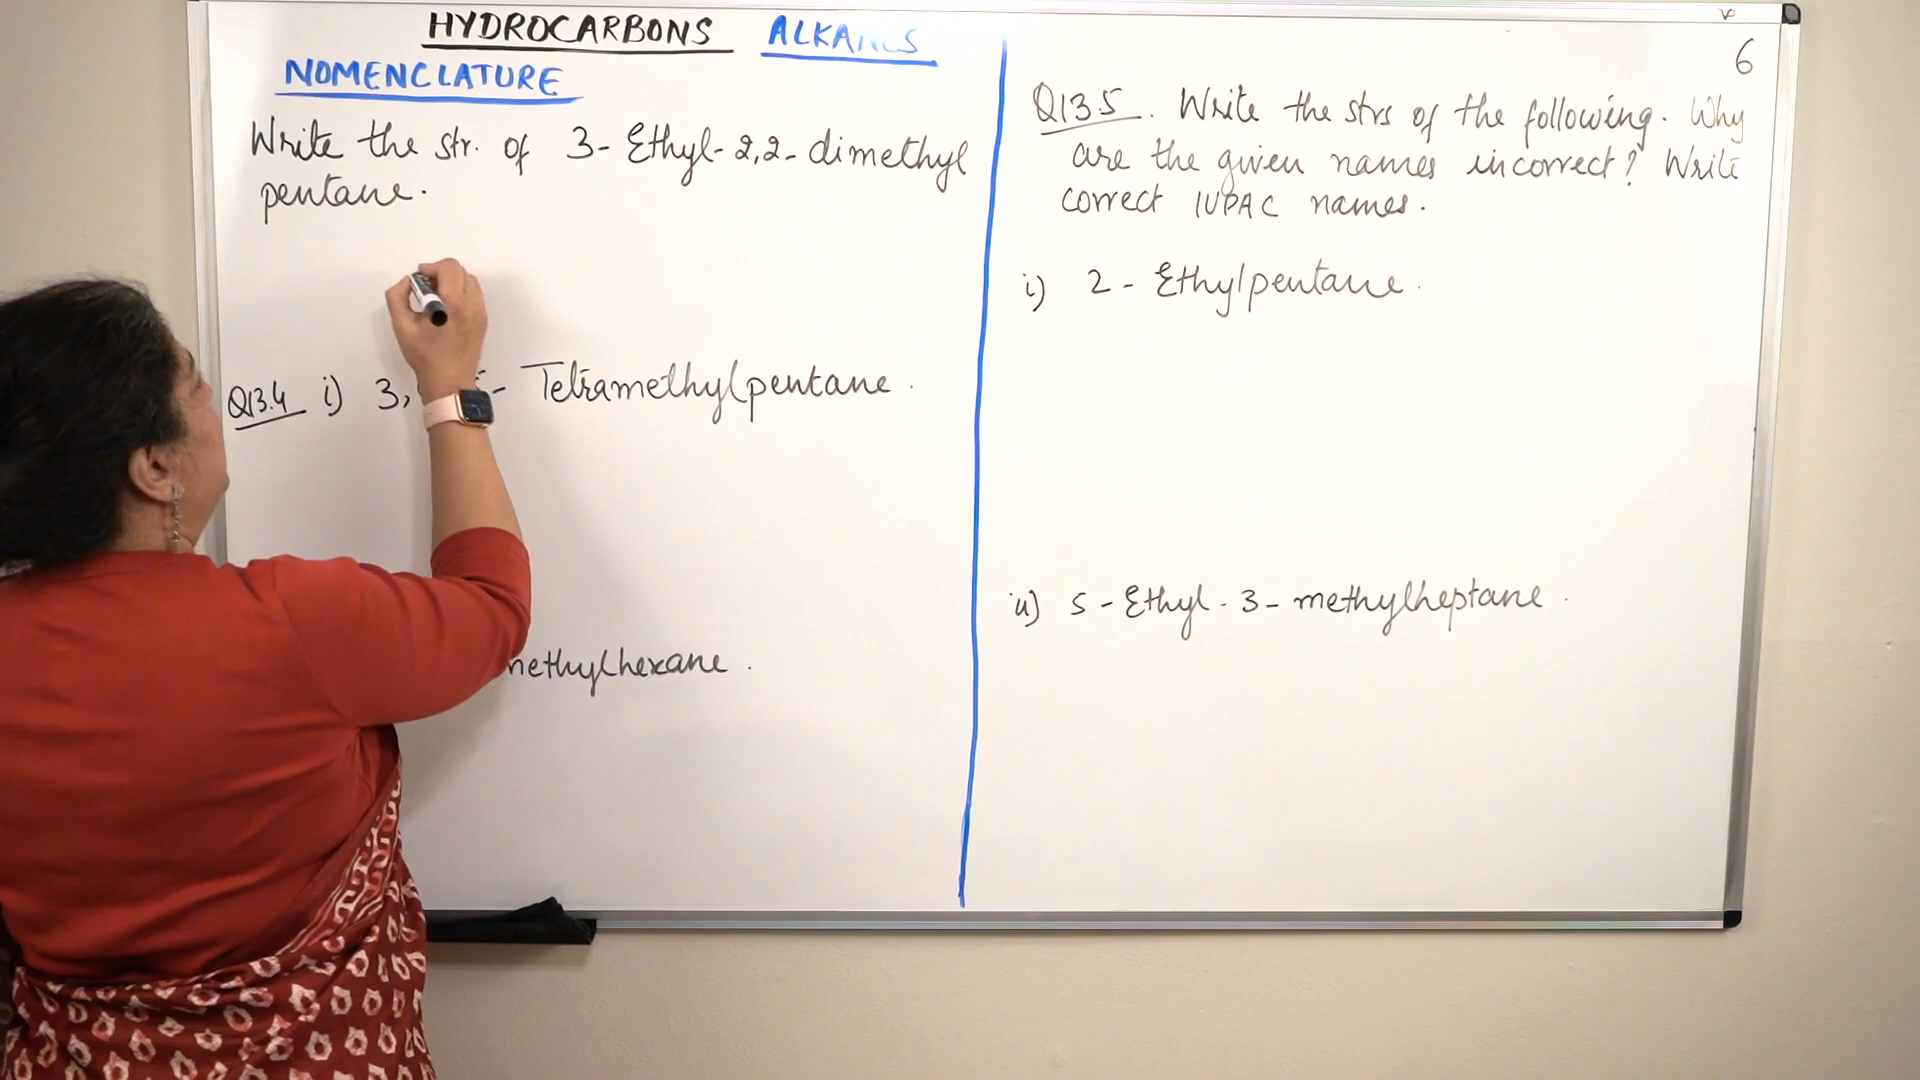 HYDROCARBONS ALKANES
NOMENCLATURE
Write the str. of 3- Ethyl- 2,2- dimethyl
pentane.
Q13.4 i) 3, - Tetramethylpentane.
methylhexane.
6
Q13.5. Write the strs of the following. Why
are the given names incorrect? Write
correct IUPAC names.
i) 2 - Ethylpentane.
ii) 5 - Ethyl - 3 - methylheptane.